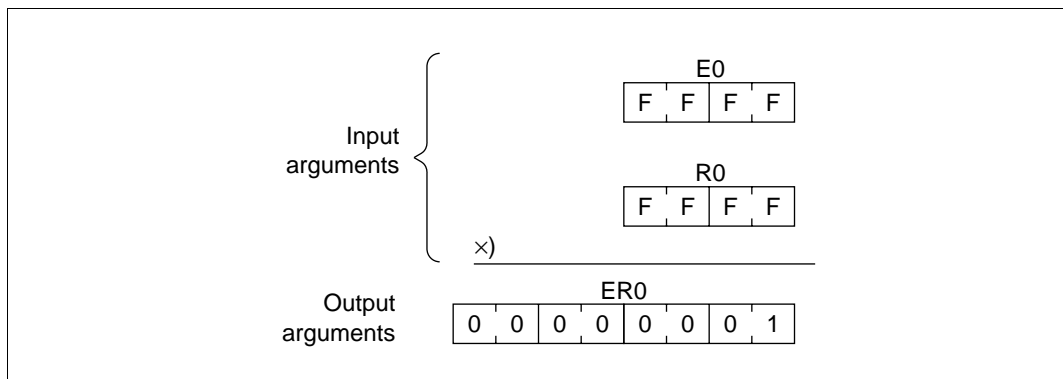 E0
F F F F
Input
arguments
R0
F F F F
×)
Output
arguments
ER0
0 0 0 0 0 0 0 1